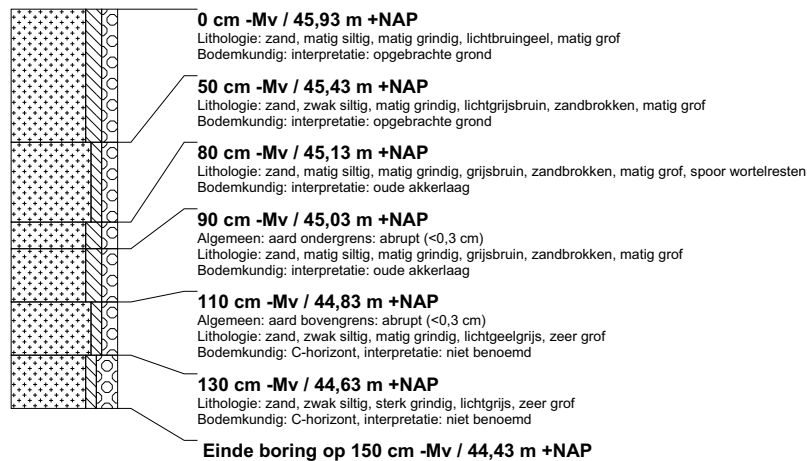 0 cm -Mv / 45,93 m +NAP
Lithologie: zand, matig siltig, matig grindig, lichtbruingeel, matig grof
Bodemkundig: interpretatie: opgebrachte grond
50 cm -Mv / 45,43 m +NAP
Lithologie: zand, zwak siltig, matig grindig, lichtgrijsbruin, zandbrokken, matig grof
Bodemkundig: interpretatie: opgebrachte grond
80 cm -Mv / 45,13 m +NAP
Lithologie: zand, matig siltig, matig grindig, grijsbruin, zandbrokken, matig grof, spoor wortelresten
Bodemkundig: interpretatie: oude akkerlaag
90 cm -Mv / 45,03 m +NAP
Algemeen: aard ondergrens: abrupt (<0,3 cm)
Lithologie: zand, matig siltig, matig grindig, grijsbruin, zandbrokken, matig grof
Bodemkundig: interpretatie: oude akkerlaag
110 cm -Mv / 44,83 m +NAP
Algemeen: aard bovengrens: abrupt (<0,3 cm)
Lithologie: zand, zwak siltig, matig grindig, lichtgeelgrijs, zeer grof
Bodemkundig: C-horizont, interpretatie: niet benoemd
130 cm -Mv / 44,63 m +NAP
Lithologie: zand, zwak siltig, sterk grindig, lichtgrijs, zeer grof
Bodemkundig: C-horizont, interpretatie: niet benoemd
Einde boring op 150 cm -Mv / 44,43 m +NAP